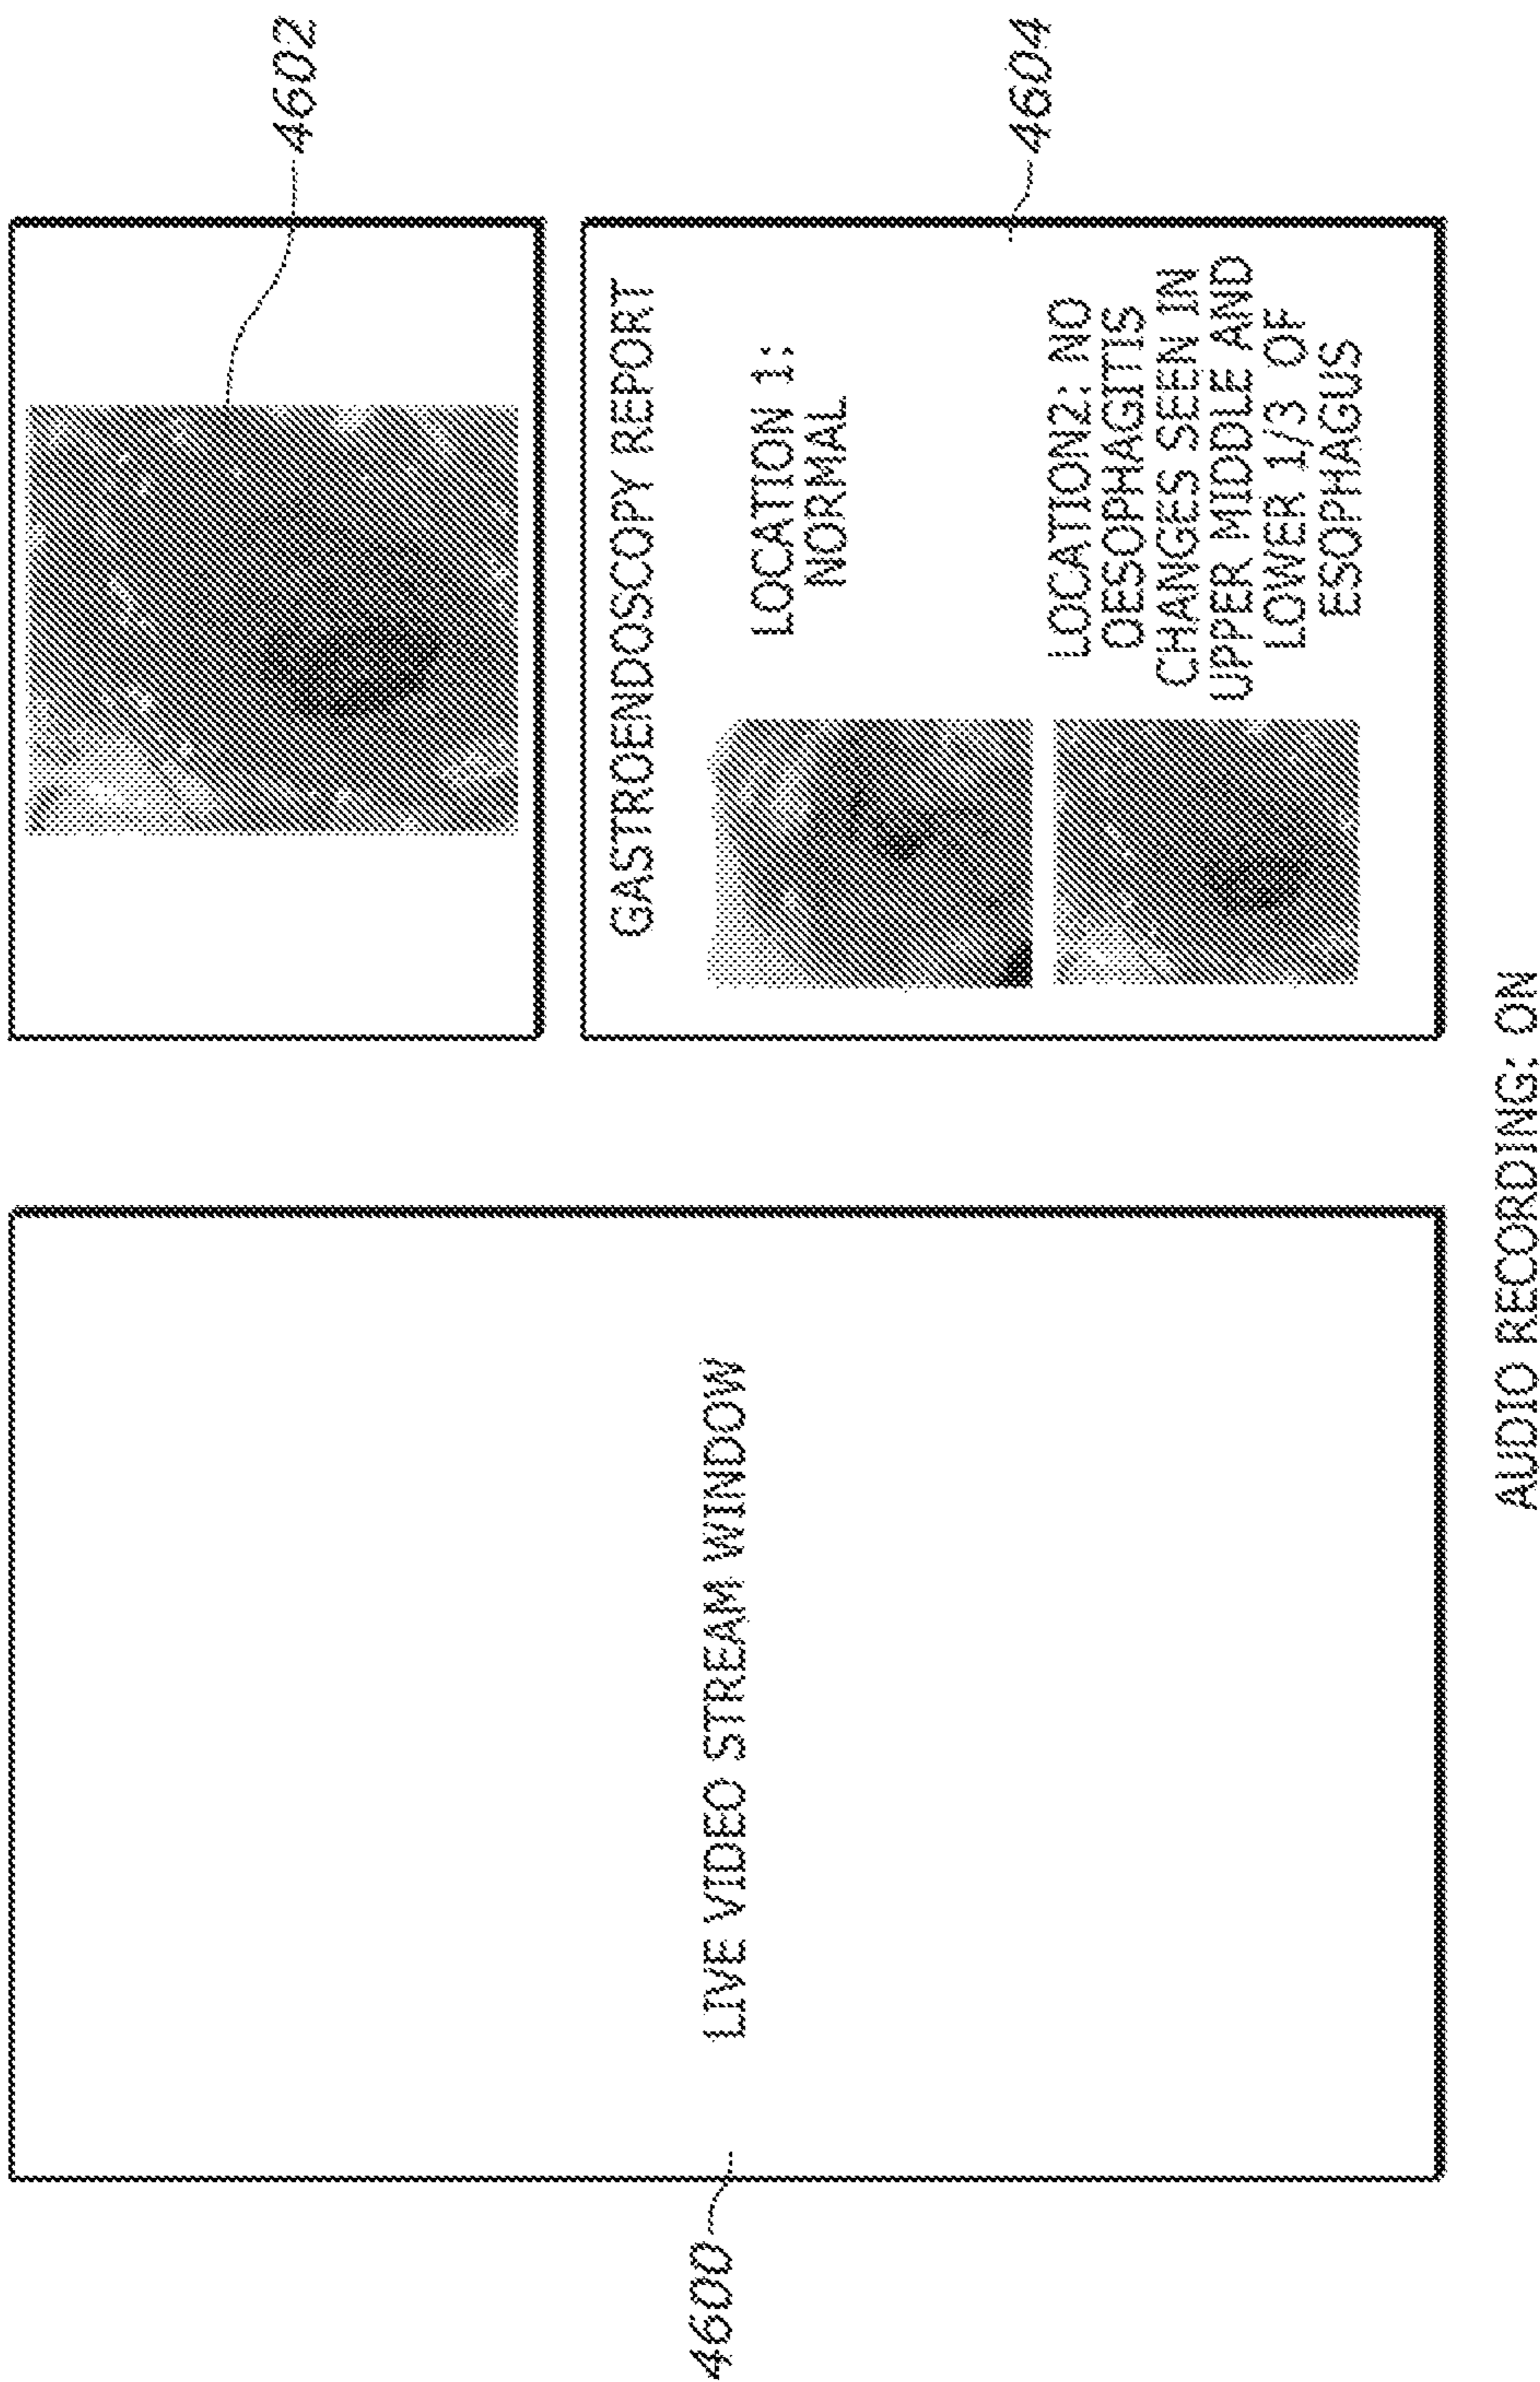 4600
LIVE VIDEO STREAM WINDOW
4602
GASTROENDOSCOPY REPORT
LOCATION 1:
NORMAL
LOCATION2: NO
OESOPHAGITIS
CHANGES SEEN IN
UPPER MIDDLE AND
LOWER 1/3 OF
ESOPHAGUS
4604
AUDIO RECORDING: ON